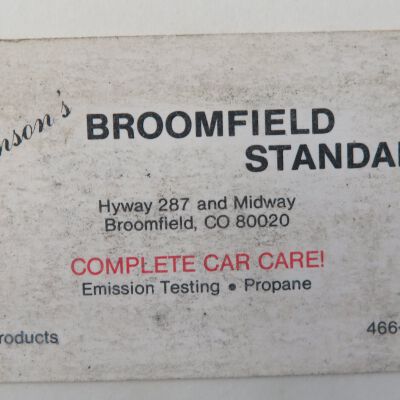 nson's
BROOMFIELD
STANDA
Hyway 287 and Midway
Broomfield, CO 80020
COMPLETE CAR CARE!
Emission Testing • Propane
roducts 466-